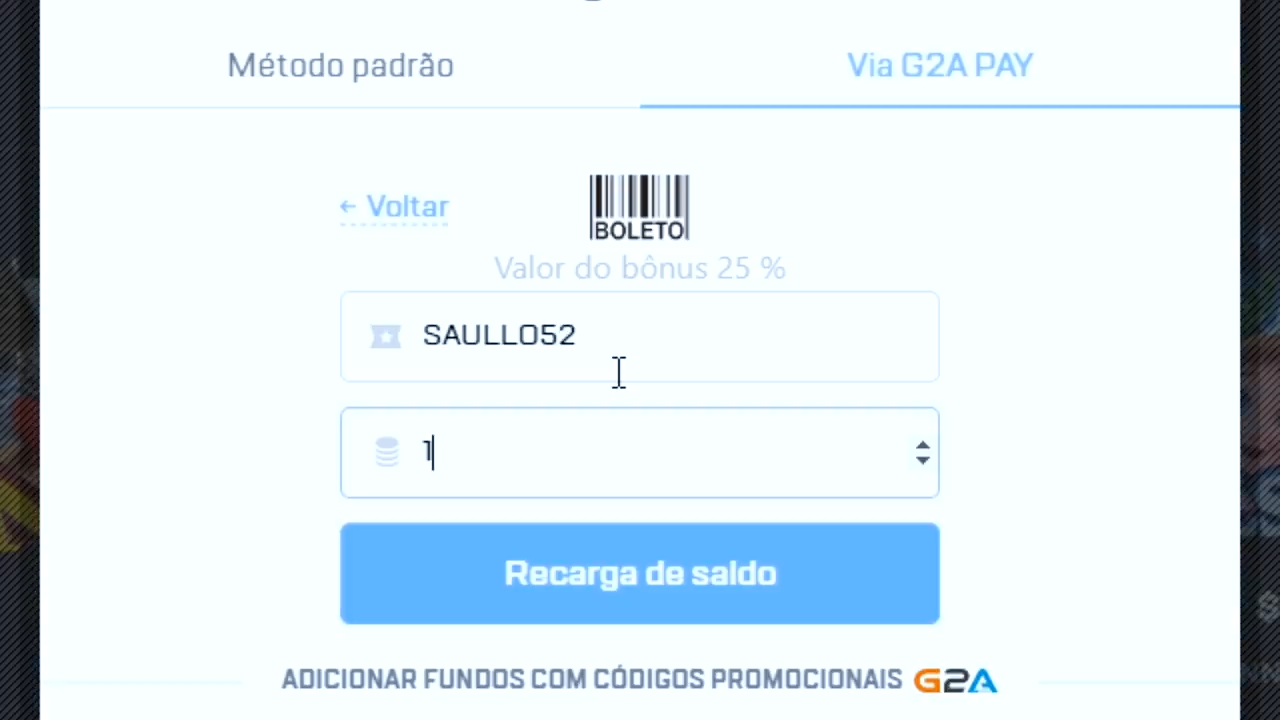 Método padrão
Via G2A PAY
← Voltar
BOLETO
Valor do bônus 25 %
SAULLO52
1
Recarga de saldo
ADICIONAR FUNDOS COM CÓDIGOS PROMOCIONAIS G2A